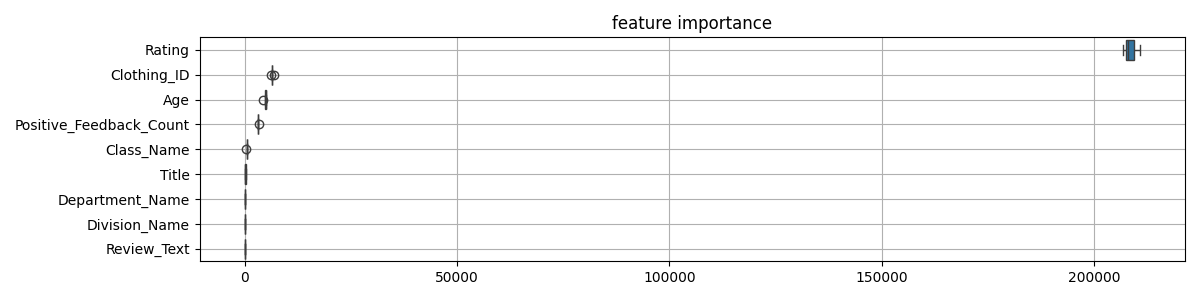 feature importance
Rating
Clothing_ID
Age
Positive_Feedback_Count
Class_Name
Title
Department_Name
Division_Name
Review_Text
0 50000 100000 150000 200000